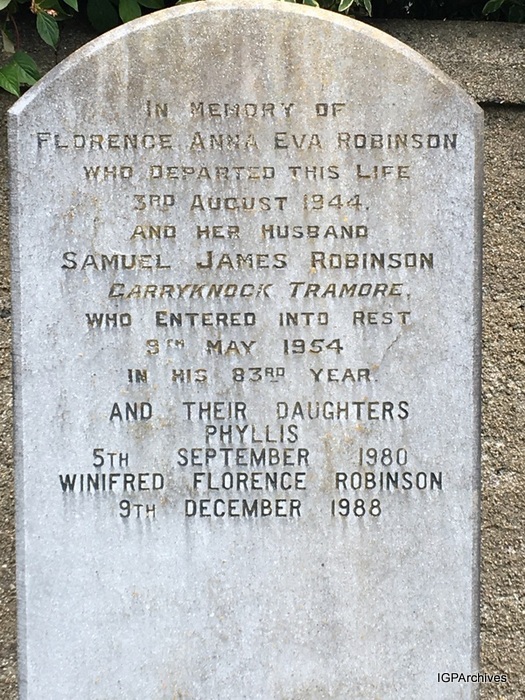 IN MEMORY OF
FLORENCE ANNA EVA ROBINSON
WHO DEPARTED THIS LIFE
3RD AUGUST 1944,
AND HER HUSBAND
SAMUEL JAMES ROBINSON
GARRYKNOCK TRAMORE,
WHO ENTERED INTO REST
9TH MAY 1954
IN HIS 83RD YEAR.
AND THEIR DAUGHTERS
PHYLLIS
5TH SEPTEMBER 1980
WINIFRED FLORENCE ROBINSON
9TH DECEMBER 1988
IGPArchives